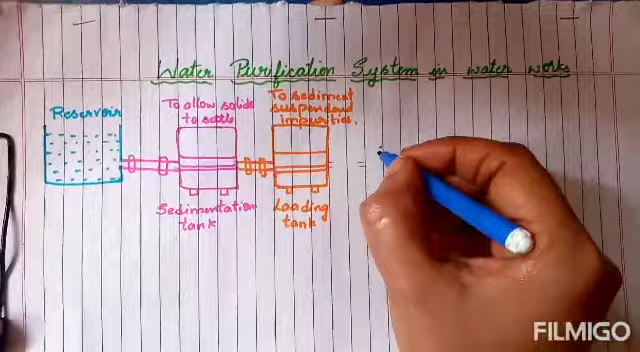 Water Purification System in water works
Reservoir
To allow solids
to settle
To sediment
suspended
impurities.
Sedimentation
tank
Loading
tank
FILMIGO